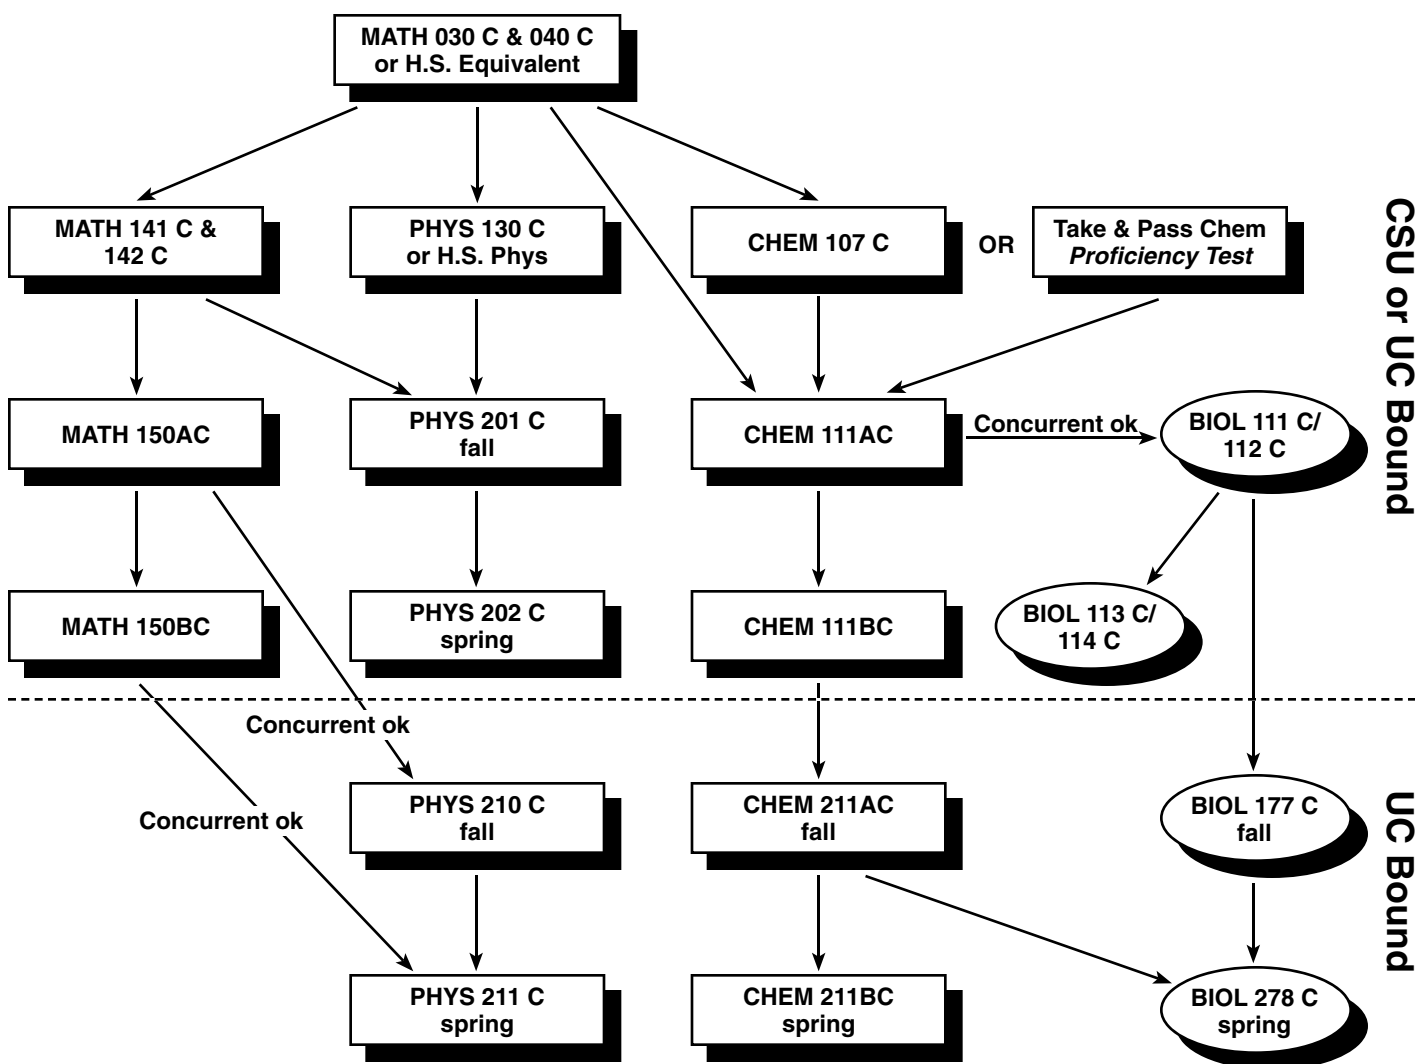 MATH 030 C & 040 C
or H.S. Equivalent
MATH 141 C &
142 C
PHYS 130 C
or H.S. Phys
CHEM 107 C
OR
Take & Pass Chem
Proficiency Test
MATH 150AC
PHYS 201 C
fall
CHEM 111AC
Concurrent ok
BIOL 111 C/
112 C
MATH 150BC
PHYS 202 C
spring
CHEM 111BC
BIOL 113 C/
114 C
CSU or UC Bound
Concurrent ok
Concurrent ok
PHYS 210 C
fall
CHEM 211AC
fall
BIOL 177 C
fall
PHYS 211 C
spring
CHEM 211BC
spring
BIOL 278 C
spring
UC Bound